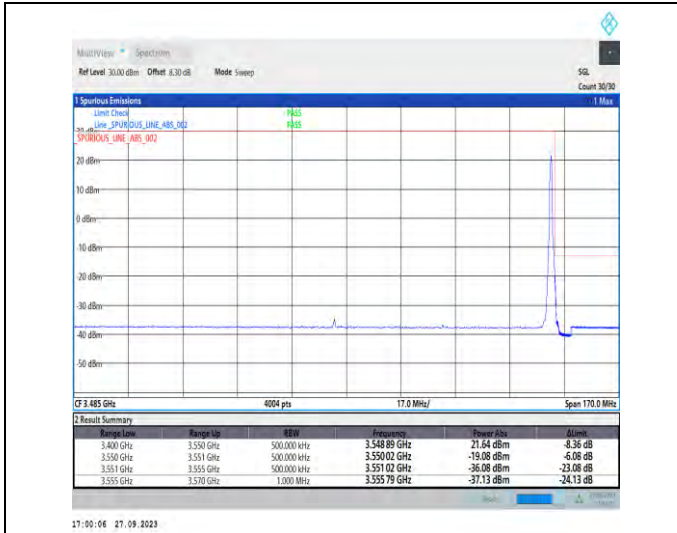 MultiView Spectrum
Ref Level 30.00 dBm Offset 8.30 dB Mode Sweep SGL
Count 30/30
1 Spurious Emissions 1 Max
Limit Check PASS
Line _SPURIOUS_LINE_ABS_002 PASS
_SPURIOUS_LINE_ABS_002
20 dBm
10 dBm
0 dBm
-10 dBm
-20 dBm
-30 dBm
-40 dBm
-50 dBm
CF 3.485 GHz 4004 pts 17.0 MHz/ Span 170.0 MHz
2 Result Summary
Range Low Range Up RBW Frequency Power Abs ΔLimit
3.400 GHz 3.550 GHz 500.000 kHz 3.548 89 GHz 21.64 dBm -8.36 dB
3.550 GHz 3.551 GHz 500.000 kHz 3.550 02 GHz -19.08 dBm -6.08 dB
3.551 GHz 3.555 GHz 500.000 kHz 3.551 02 GHz -36.08 dBm -23.08 dB
3.555 GHz 3.570 GHz 1.000 MHz 3.555 79 GHz -37.13 dBm -24.13 dB
17:00:06 27.09.2023